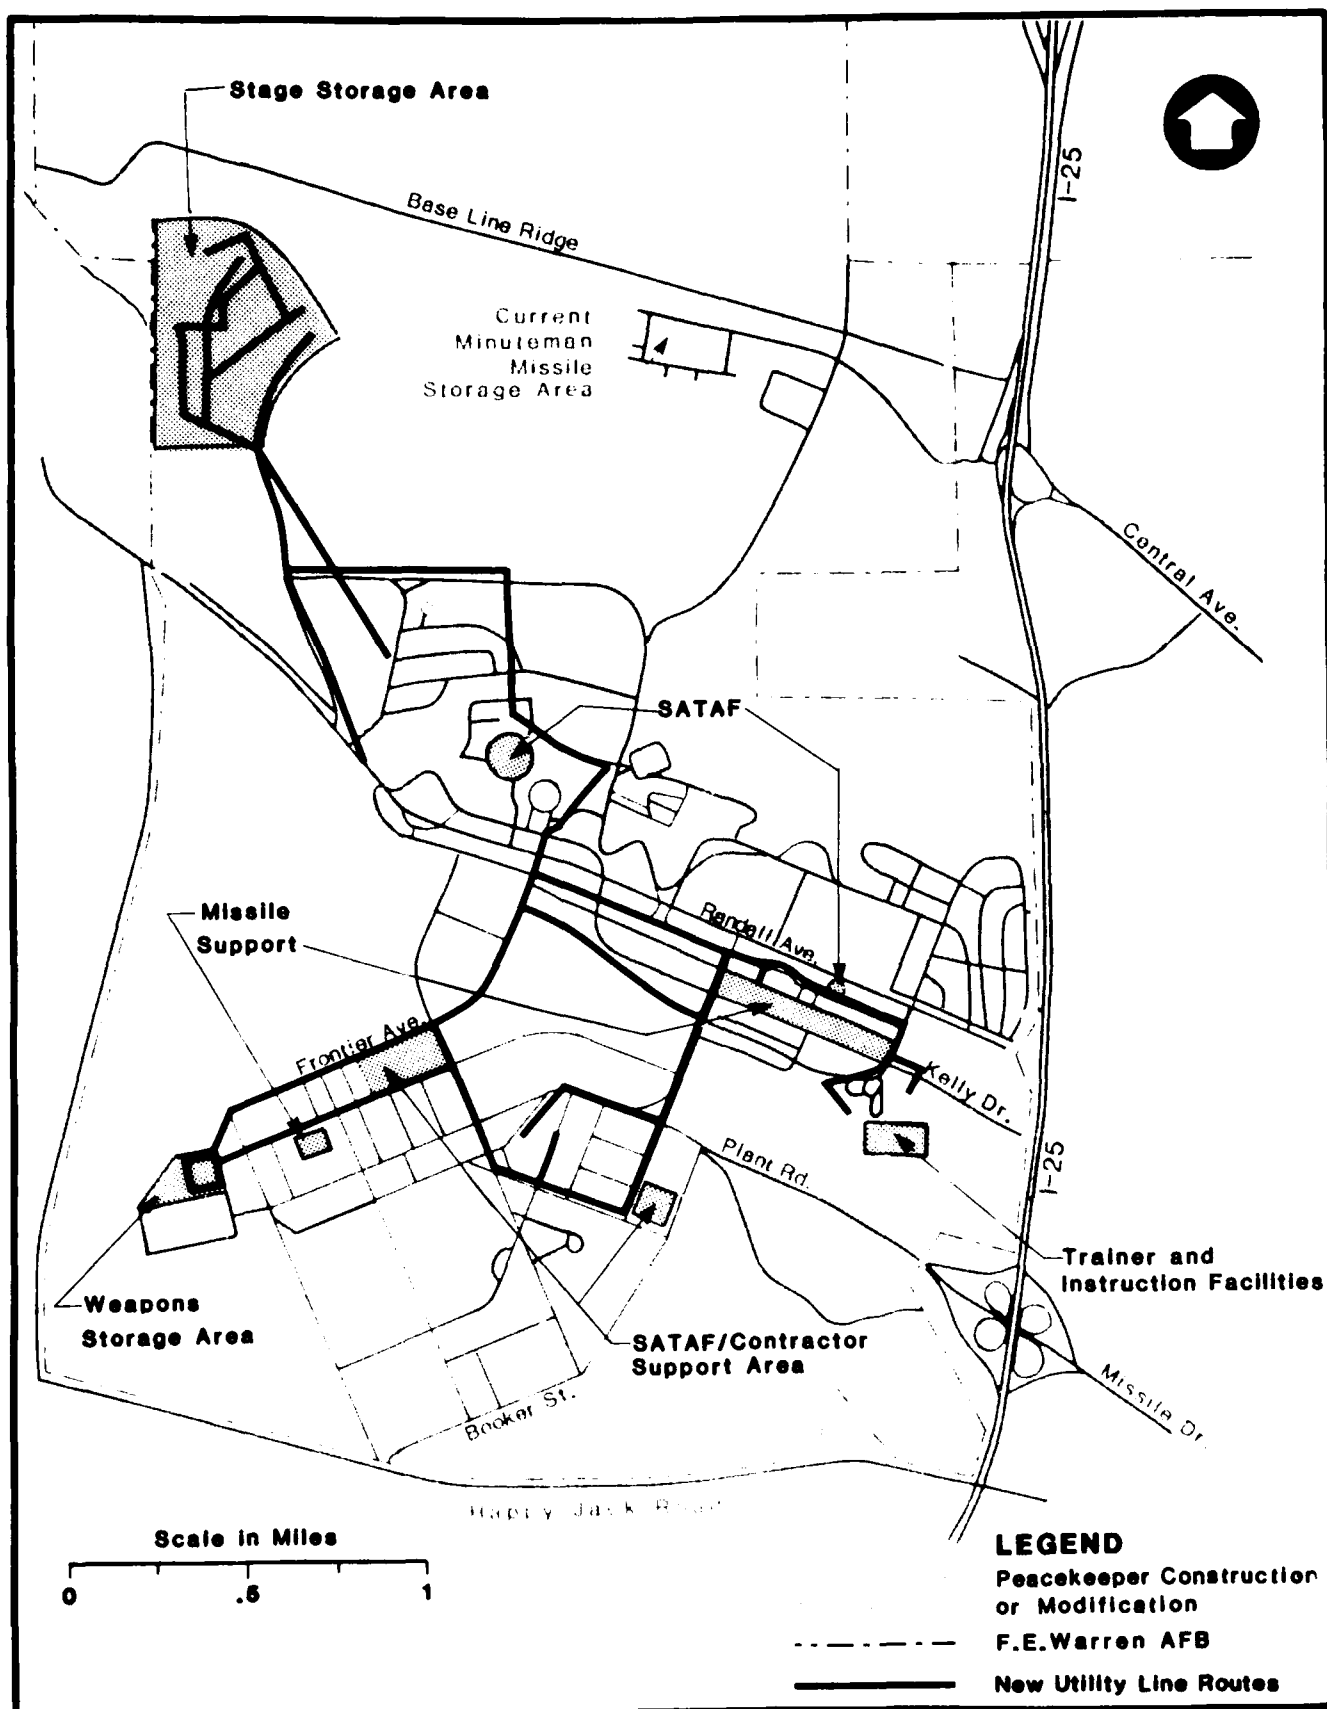 Stage Storage Area
I-25
Base Line Ridge
Current
Minuteman
Missile
Storage Area
Central Ave.
SATAF
Missile
Support
Randall Ave.
Frontier Ave.
Kelly Dr.
Plant Rd.
I-25
Trainer and
Instruction Facilities
Weapons
Storage Area
SATAF/Contractor
Support Area
Missile Dr.
Booker St.
Happy Jack Road
Scale in Miles
0 .5 1
LEGEND
Peacekeeper Construction
or Modification
F.E.Warren AFB
New Utility Line Routes